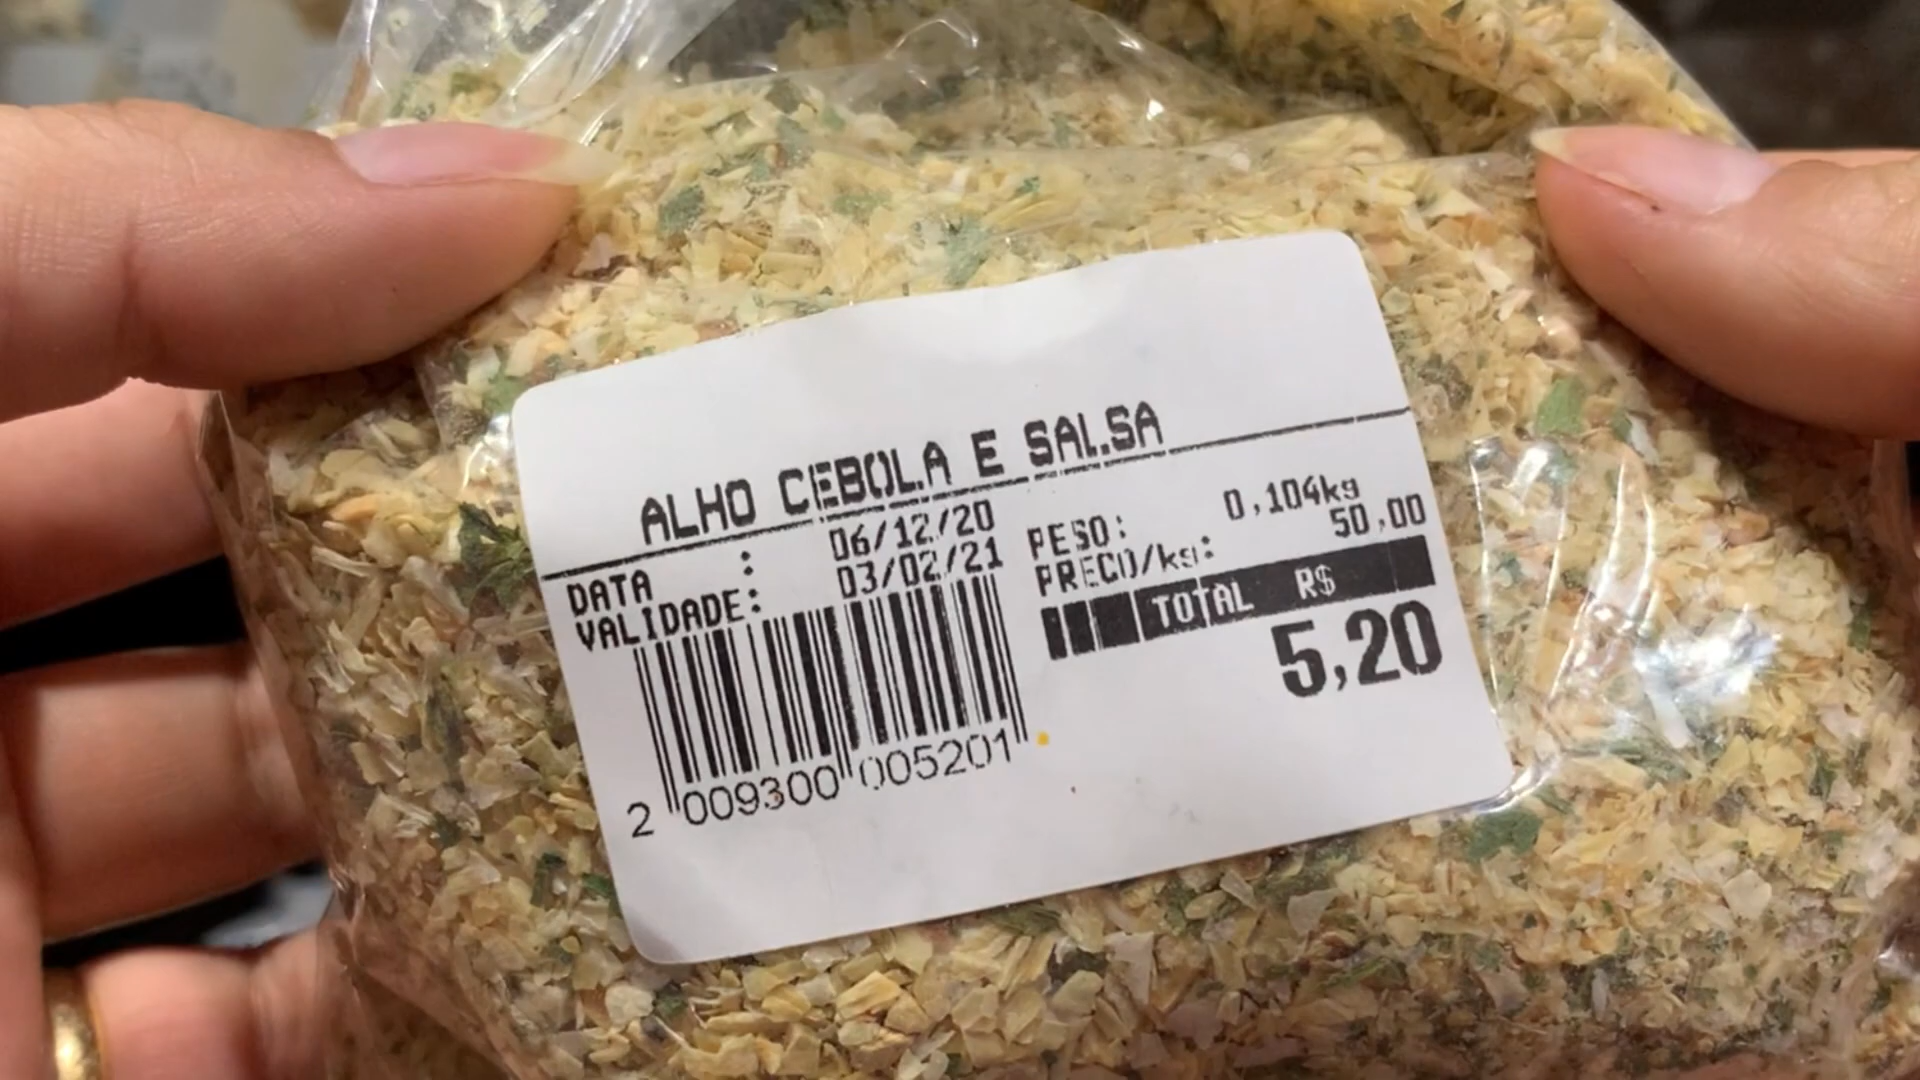 ALHO CEBOLA E SALSA
DATA : 06/12/20
VALIDADE: 03/02/21
PESO: 0,104kg
PRECO/kg: 50,00
TOTAL R$
5,20
2 009300 005201